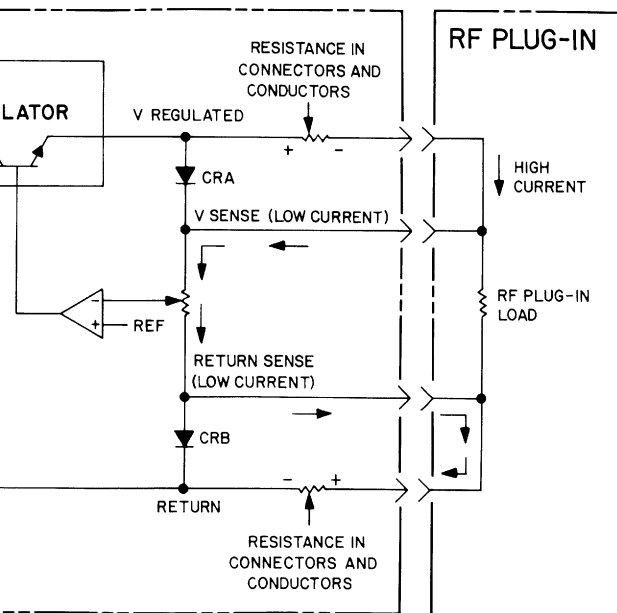 RF PLUG-IN
RESISTANCE IN
CONNECTORS AND
CONDUCTORS
LATOR
V REGULATED
+ -
CRA
HIGH
CURRENT
V SENSE (LOW CURRENT)
-
+
REF
RF PLUG-IN
LOAD
RETURN SENSE
(LOW CURRENT)
CRB
- +
RETURN
RESISTANCE IN
CONNECTORS AND
CONDUCTORS